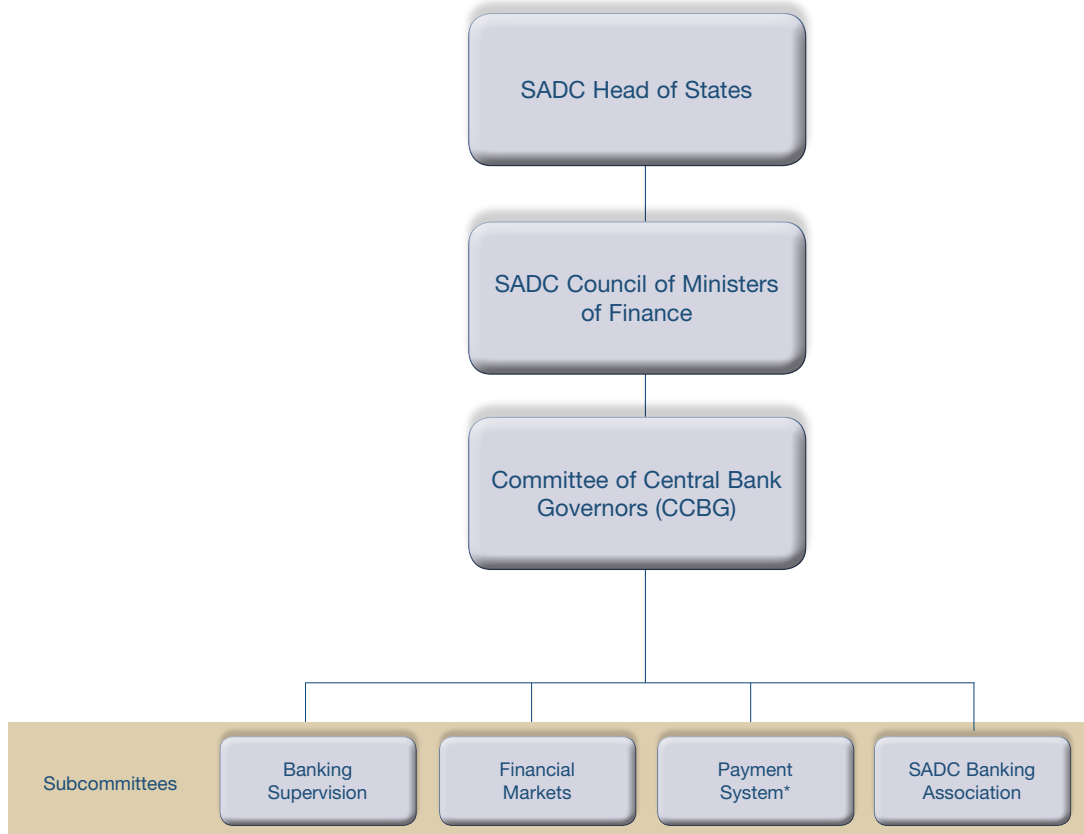 SADC Head of States
SADC Council of Ministers
of Finance
Committee of Central Bank
Governors (CCBG)
Subcommittees
Banking
Supervision
Financial
Markets
Payment
System*
SADC Banking
Association